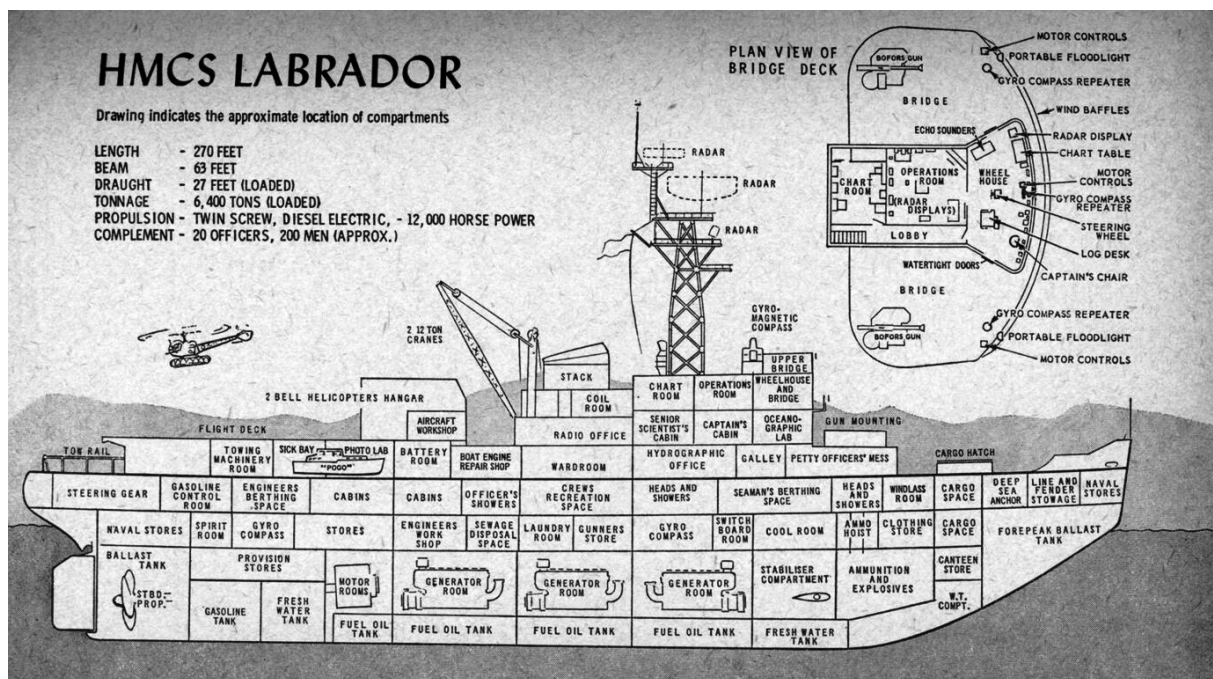 HMCS LABRADOR
Drawing indicates the approximate location of compartments
LENGTH - 270 FEET
BEAM - 63 FEET
DRAUGHT - 27 FEET (LOADED)
TONNAGE - 6,400 TONS (LOADED)
PROPULSION - TWIN SCREW, DIESEL ELECTRIC, - 12,000 HORSE POWER
COMPLEMENT - 20 OFFICERS, 200 MEN (APPROX.)
PLAN VIEW OF
BRIDGE DECK
BOFORS GUN
BRIDGE
MOTOR CONTROLS
PORTABLE FLOODLIGHT
GYRO COMPASS REPEATER
WIND BAFFLES
ECHO SOUNDERS
RADAR DISPLAY
CHART TABLE
MOTOR
CONTROLS
GYRO COMPASS
REPEATER
STEERING
WHEEL
LOG DESK
CAPTAIN'S CHAIR
CHART
ROOM
OPERATIONS
ROOM
(RADAR DISPLAYS)
WHEEL
HOUSE
LOBBY
WATERTIGHT DOORS
BRIDGE
BOFORS GUN
GYRO COMPASS REPEATER
PORTABLE FLOODLIGHT
MOTOR CONTROLS
RADAR
RADAR
RADAR
2 12 TON
CRANES
GYRO-
MAGNETIC
COMPASS
UPPER
BRIDGE
STACK
2 BELL HELICOPTERS HANGAR
COIL
ROOM
CHART
ROOM
OPERATIONS
ROOM
WHEELHOUSE
AND
BRIDGE
FLIGHT DECK
AIRCRAFT
WORKSHOP
RADIO OFFICE
SENIOR
SCIENTIST'S
CABIN
CAPTAIN'S
CABIN
OCEANO-
GRAPHIC
LAB
GUN MOUNTING
TOW RAIL
TOWING
MACHINERY
ROOM
SICK BAY
PHOTO LAB
"POGO"
BATTERY
ROOM
BOAT ENGINE
REPAIR SHOP
WARDROOM
HYDROGRAPHIC
OFFICE
GALLEY
PETTY OFFICERS' MESS
CARGO HATCH
STEERING GEAR
GASOLINE
CONTROL
ROOM
ENGINEERS
BERTHING
SPACE
CABINS
CABINS
OFFICER'S
SHOWERS
CREWS
RECREATION
SPACE
HEADS AND
SHOWERS
SEAMAN'S BERTHING
SPACE
HEADS
AND
SHOWERS
WINDLASS
ROOM
CARGO
SPACE
DEEP
SEA
ANCHOR
LINE AND
FENDER
STOWAGE
NAVAL
STORES
NAVAL STORES
SPIRIT
ROOM
GYRO
COMPASS
STORES
ENGINEERS
WORK
SHOP
SEWAGE
DISPOSAL
SPACE
LAUNDRY
ROOM
GUNNERS
STORE
GYRO
COMPASS
SWITCH
BOARD
ROOM
COOL ROOM
AMMO
HOIST
CLOTHING
STORE
CARGO
SPACE
FOREPEAK BALLAST
TANK
BALLAST
TANK
STBD.
PROP.
PROVISION
STORES
GASOLINE
TANK
FRESH
WATER
TANK
MOTOR
ROOMS
FUEL OIL
TANK
GENERATOR
ROOM
GENERATOR
ROOM
GENERATOR
ROOM
STABILISER
COMPARTMENT
AMMUNITION
AND
EXPLOSIVES
CANTEEN
STORE
W.T.
COMPT.
FUEL OIL TANK
FUEL OIL TANK
FUEL OIL TANK
FRESH WATER
TANK